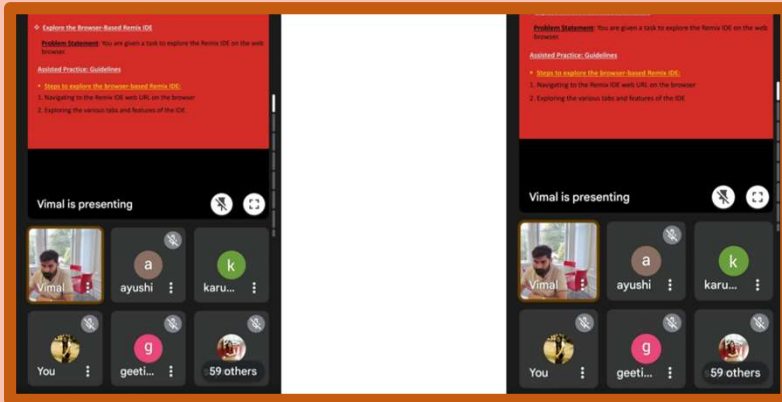 ❖ Explore the Browser-Based Remix IDE
Problem Statement: You are given a task to explore the Remix IDE on the web
browser.
Assisted Practice: Guidelines
• Steps to explore the browser-based Remix IDE:
1. Navigating to the Remix IDE web URL on the browser
2. Exploring the various tabs and features of the IDE
Vimal is presenting
Vimal
a
ayushi
k
karu...
You
g
geeti...
59 others
Problem Statement: You are given a task to explore the Remix IDE on the web
browser.
Assisted Practice: Guidelines
• Steps to explore the browser-based Remix IDE:
1. Navigating to the Remix IDE web URL on the browser
2. Exploring the various tabs and features of the IDE
Vimal is presenting
Vimal
a
ayushi
k
karu...
You
g
geeti...
59 others